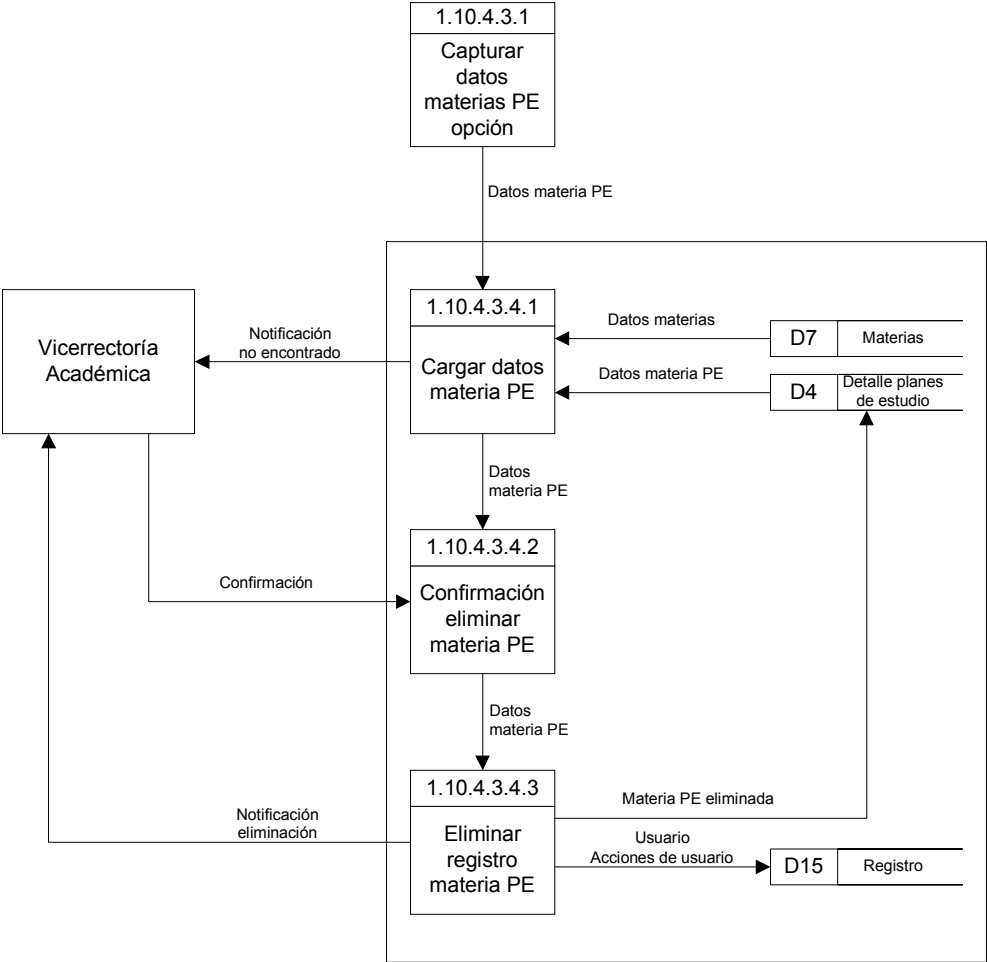 1.10.4.3.1
Capturar
datos
materias PE
opción
Datos materia PE
Vicerrectoría
Académica
Notificación
no encontrado
1.10.4.3.4.1
Cargar datos
materia PE
Datos materias
D7
Materias
Datos materia PE
D4
Detalle planes
de estudio
Datos
materia PE
1.10.4.3.4.2
Confirmación
eliminar
materia PE
Confirmación
Datos
materia PE
1.10.4.3.4.3
Eliminar
registro
materia PE
Notificación
eliminación
Materia PE eliminada
Usuario
Acciones de usuario
D15
Registro